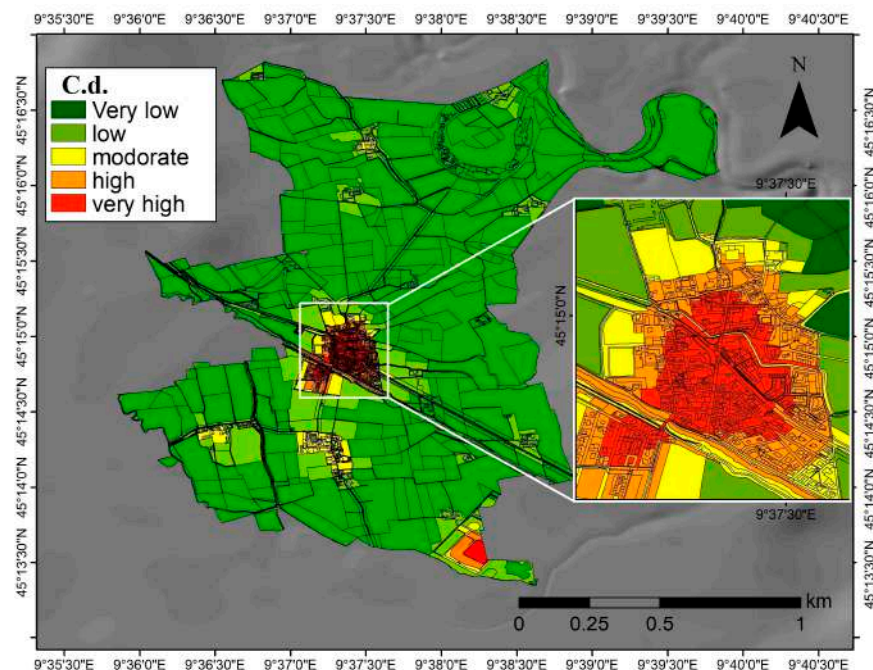 9°35'30"E 9°36'0"E 9°36'30"E 9°37'0"E 9°37'30"E 9°38'0"E 9°38'30"E 9°39'0"E 9°39'30"E 9°40'0"E 9°40'30"E
C.d.
Very low
low
modorate
high
very high
N
45°16'30"N
45°16'0"N
45°15'30"N
45°15'0"N
45°14'30"N
45°14'0"N
45°13'30"N
45°16'30"N
45°16'0"N
45°15'30"N
45°15'0"N
45°14'30"N
45°14'0"N
45°13'30"N
9°37'30"E
45°15'0"N
9°37'30"E
km
0 0.25 0.5 1
9°35'30"E 9°36'0"E 9°36'30"E 9°37'0"E 9°37'30"E 9°38'0"E 9°38'30"E 9°39'0"E 9°39'30"E 9°40'0"E 9°40'30"E